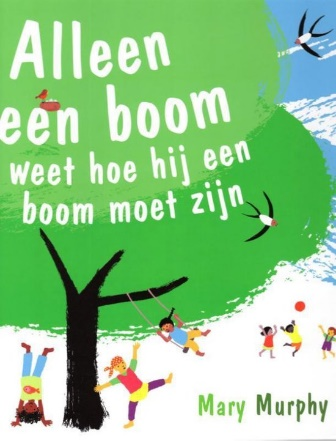 Alleen
een boom
weet hoe hij een
boom moet zijn
Mary Murphy